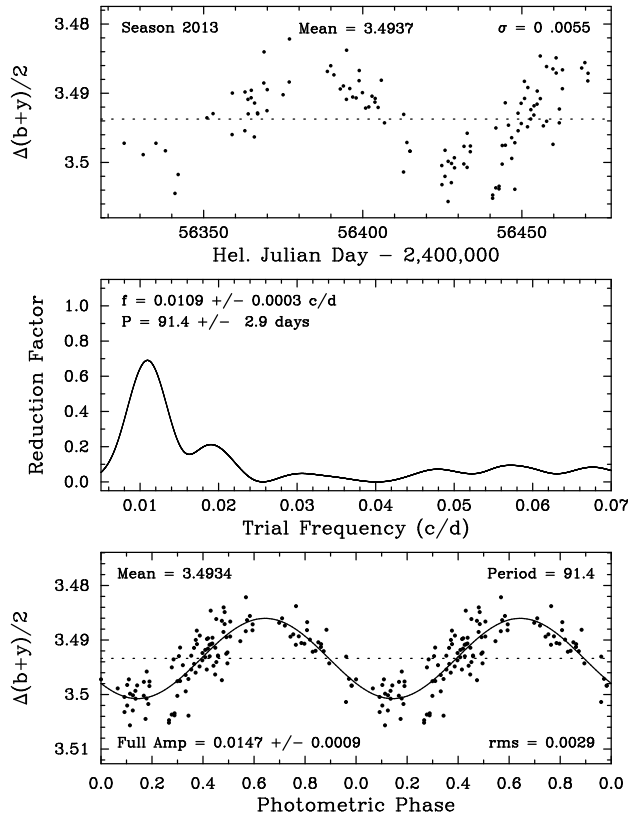 3.48
Season 2013
Mean = 3.4937
σ = 0 .0055
3.49
Δ(b+y)/2
3.5
56350
56400
56450
Hel. Julian Day − 2,400,000
1.0
f = 0.0109 +/− 0.0003 c/d
P = 91.4 +/− 2.9 days
0.8
Reduction Factor
0.6
0.4
0.2
0.0
0.01
0.02
0.03
0.04
0.05
0.06
0.07
Trial Frequency (c/d)
Mean = 3.4934
Period = 91.4
3.48
Δ(b+y)/2
3.49
3.5
Full Amp = 0.0147 +/− 0.0009
rms = 0.0029
3.51
0.0 0.2 0.4 0.6 0.8 0.0 0.2 0.4 0.6 0.8 0.0
Photometric Phase